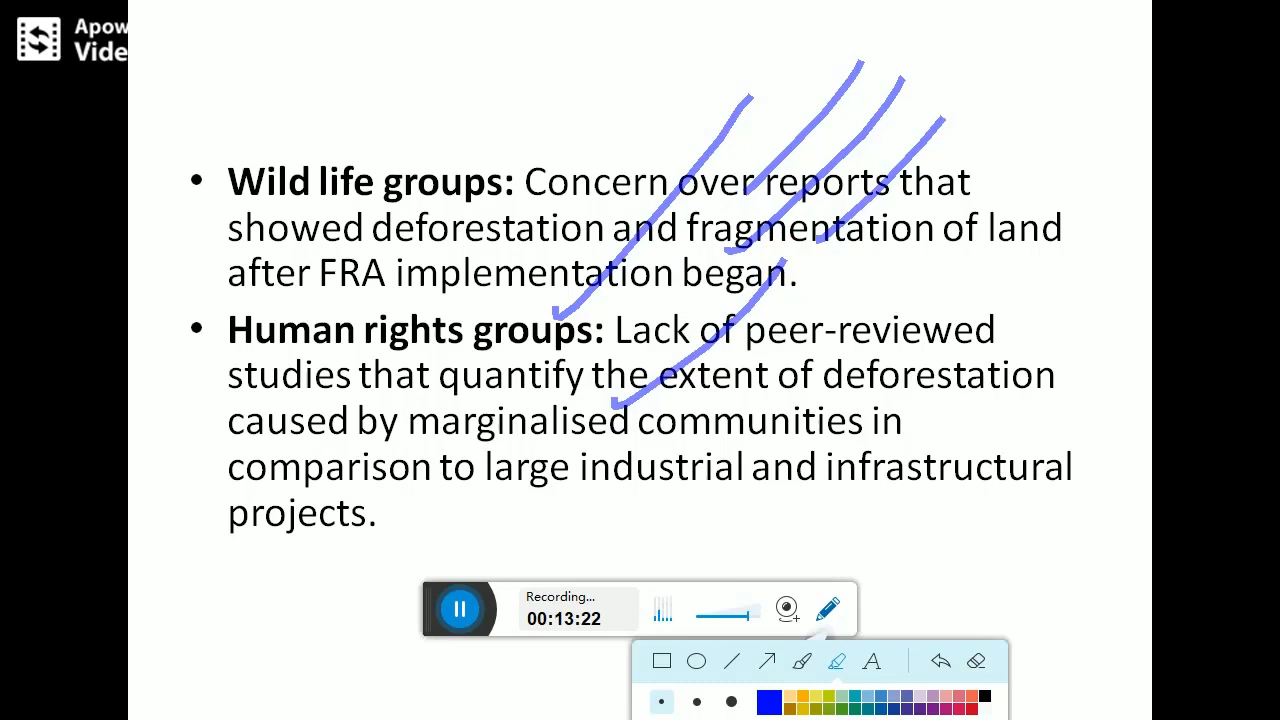 Apow
Vide
• Wild life groups: Concern over reports that
showed deforestation and fragmentation of land
after FRA implementation began.
• Human rights groups: Lack of peer-reviewed
studies that quantify the extent of deforestation
caused by marginalised communities in
comparison to large industrial and infrastructural
projects.
Recording...
00:13:22
A